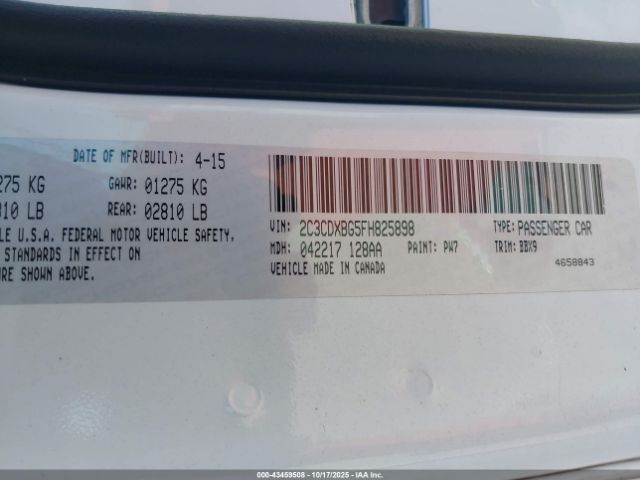 DATE OF MFR(BUILT): 4-15
275 KG GAWR: 01275 KG
810 LB REAR: 02810 LB
LE U.S.A. FEDERAL MOTOR VEHICLE SAFETY,
STANDARDS IN EFFECT ON
URE SHOWN ABOVE.
VIN: 2C3CDXBG5FH825898 TYPE: PASSENGER CAR
MDH: 042217 128AA PAINT: PW7 TRIM: BBX9
VEHICLE MADE IN CANADA 4658843
000-43459508 | 10/17/2025 | IAA Inc.